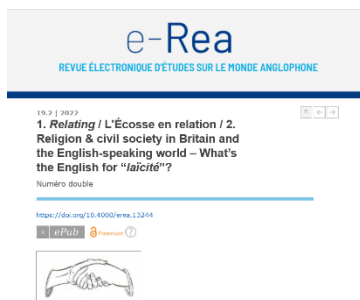 e-Rea
REVUE ÉLECTRONIQUE D'ÉTUDES SUR LE MONDE ANGLOPHONE
19.2 | 2022
1. Relating / L'Écosse en relation / 2.
Religion & civil society in Britain and
the English-speaking world – What's
the English for “laïcité”?
Numéro double
https://doi.org/10.4000/erea.13244
ePub Freemium ?